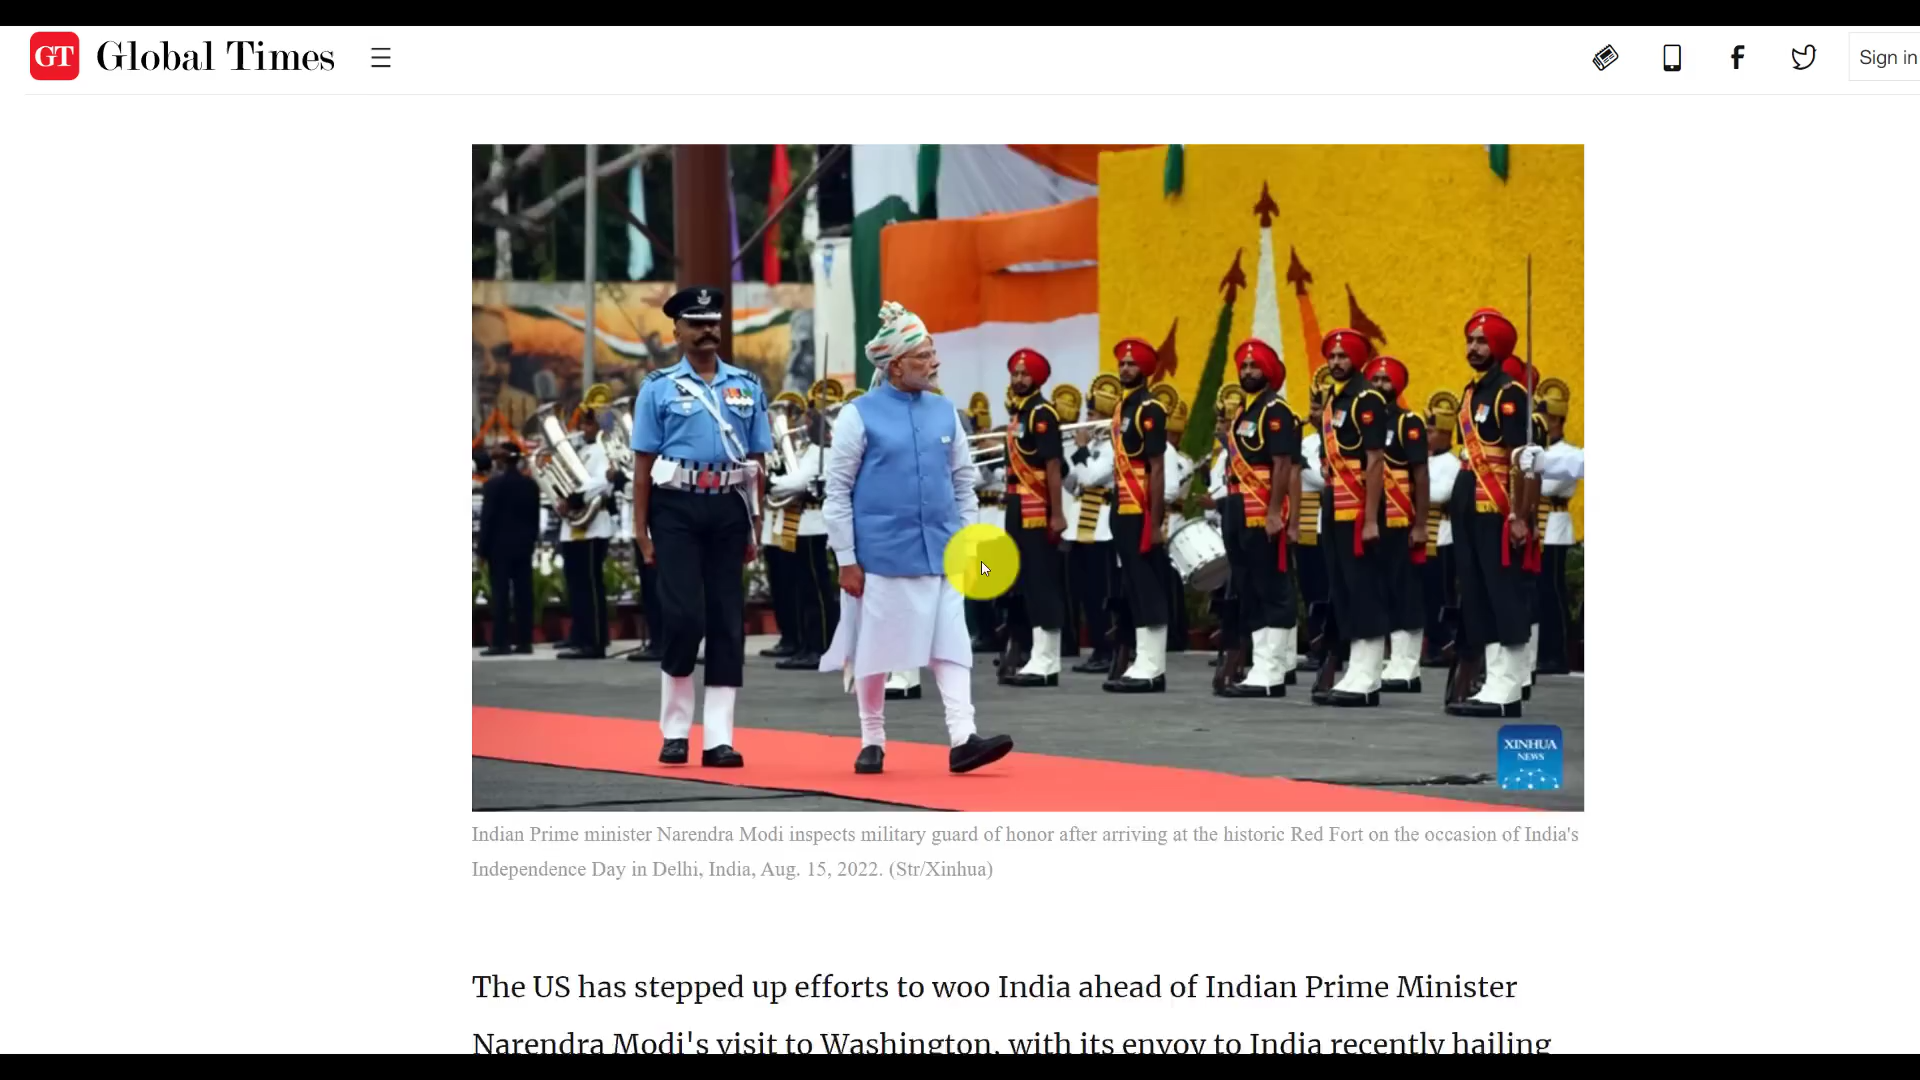 GT Global Times
Sign in
XINHUA
NEWS
Indian Prime minister Narendra Modi inspects military guard of honor after arriving at the historic Red Fort on the occasion of India's
Independence Day in Delhi, India, Aug. 15, 2022. (Str/Xinhua)
The US has stepped up efforts to woo India ahead of Indian Prime Minister
Narendra Modi's visit to Washington, with its envoy to India recently hailing